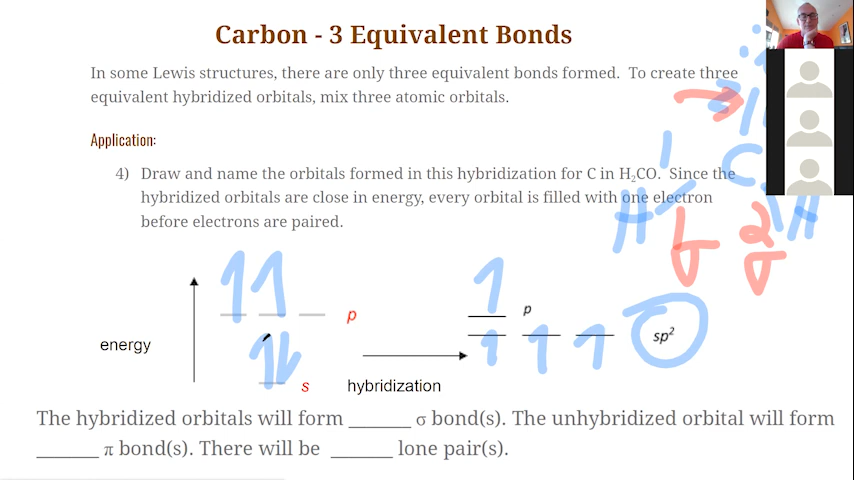 Carbon - 3 Equivalent Bonds
In some Lewis structures, there are only three equivalent bonds formed. To create three
equivalent hybridized orbitals, mix three atomic orbitals.
Application:
4) Draw and name the orbitals formed in this hybridization for C in H₂CO. Since the
hybridized orbitals are close in energy, every orbital is filled with one electron
before electrons are paired.
C
H H
p
p
energy
sp²
s hybridization
The hybridized orbitals will form ______ σ bond(s). The unhybridized orbital will form
______ π bond(s). There will be ______ lone pair(s).